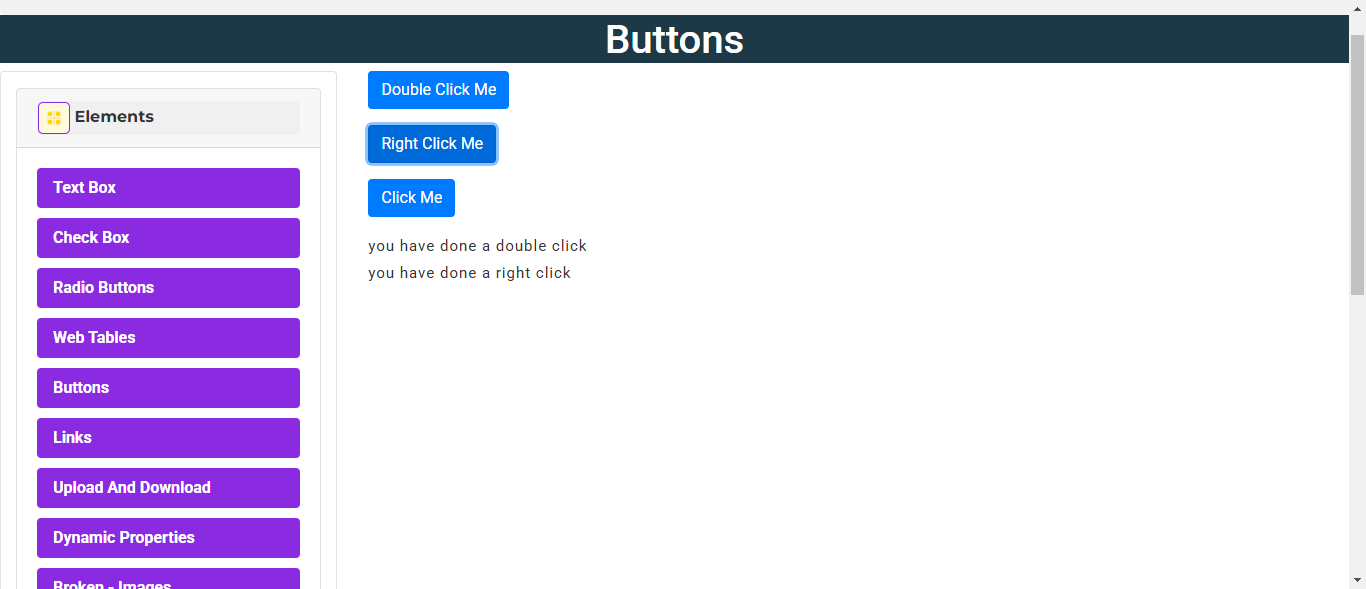 Buttons
Elements
Text Box
Check Box
Radio Buttons
Web Tables
Buttons
Links
Upload And Download
Dynamic Properties
Broken - Images
Double Click Me
Right Click Me
Click Me
you have done a double click
you have done a right click